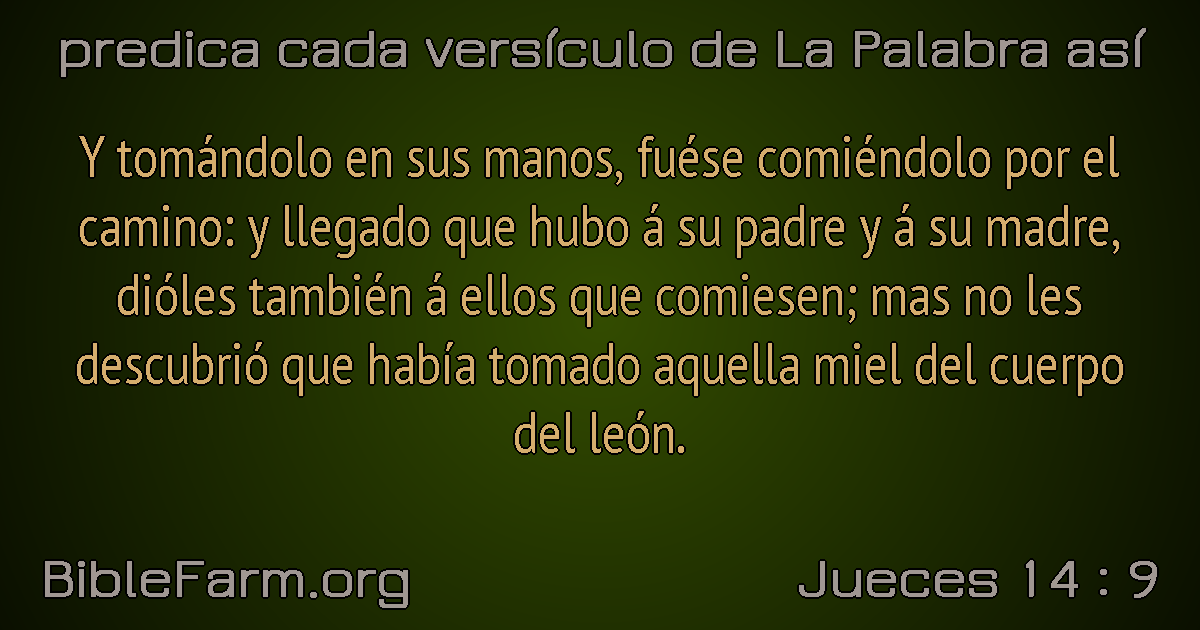 predica cada versículo de La Palabra así
Y tomándolo en sus manos, fuése comiéndolo por el
camino: y llegado que hubo á su padre y á su madre,
dióles también á ellos que comiesen; mas no les
descubrió que había tomado aquella miel del cuerpo
del león.
BibleFarm.org
Jueces 14 : 9